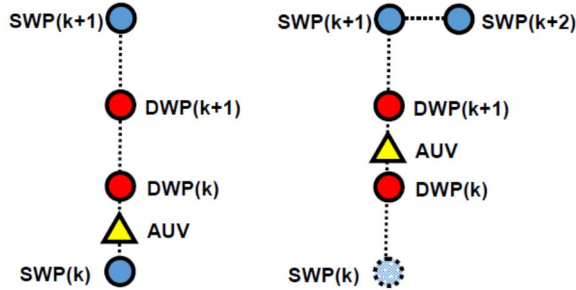 SWP(k+1)
DWP(k+1)
DWP(k)
AUV
SWP(k)
SWP(k+1)
SWP(k+2)
DWP(k+1)
AUV
DWP(k)
SWP(k)